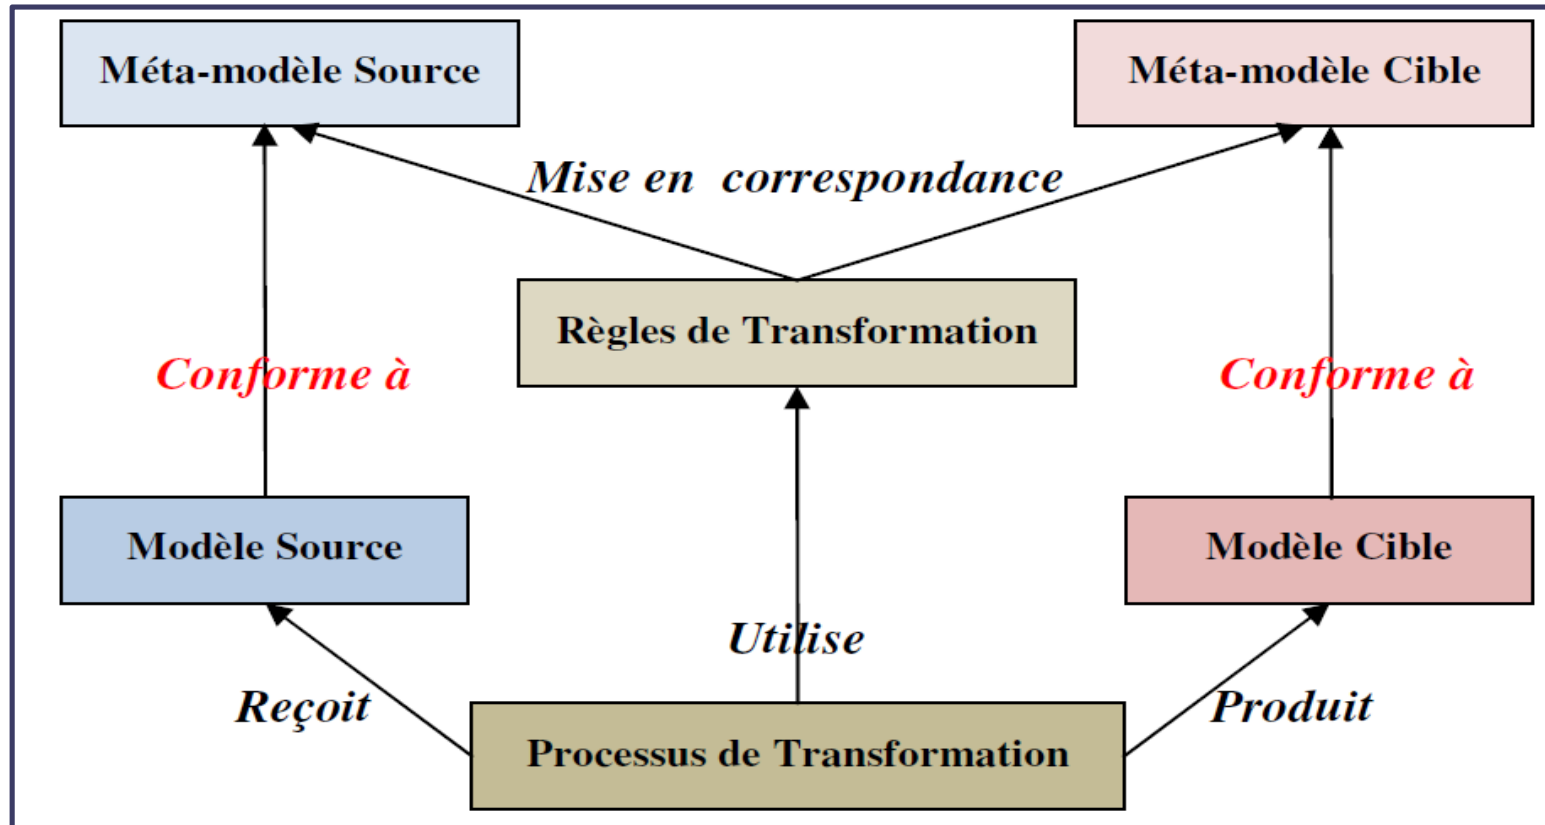 Méta-modèle Source
Méta-modèle Cible
Mise en correspondance
Règles de Transformation
Conforme à
Conforme à
Modèle Source
Modèle Cible
Utilise
Reçoit
Produit
Processus de Transformation